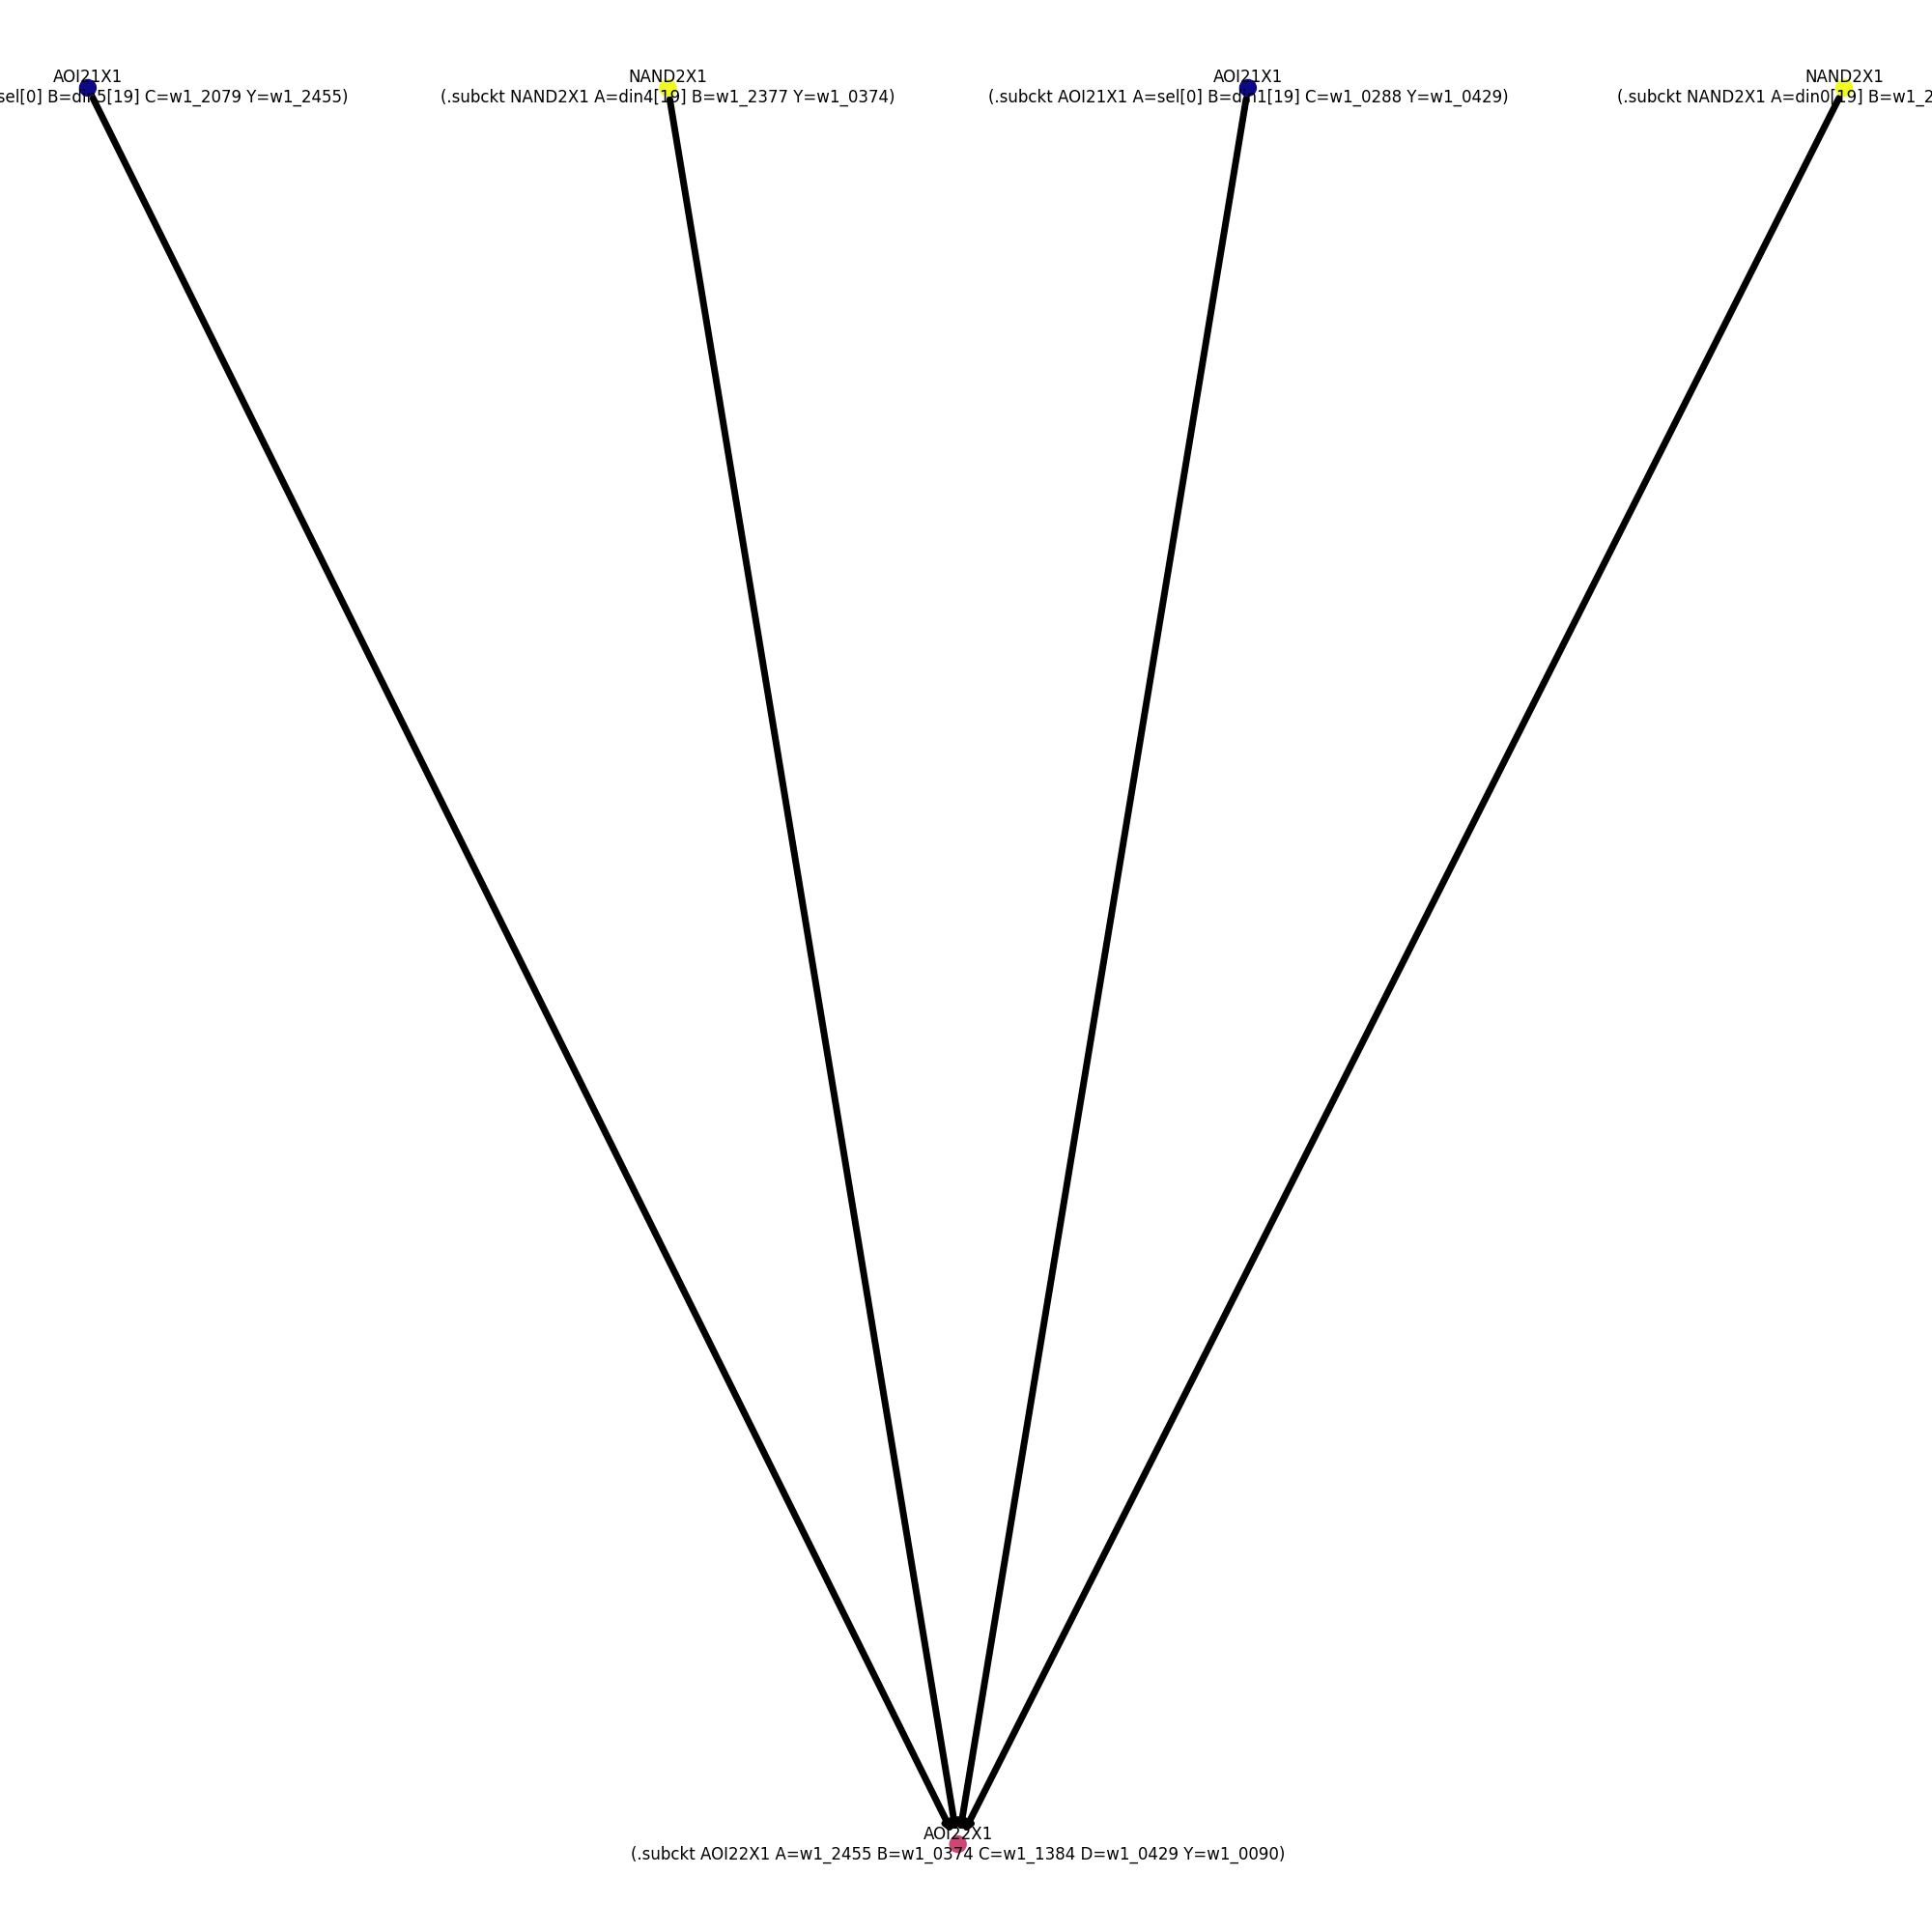 AOI21X1
sel[0] B=din5[19] C=w1_2079 Y=w1_2455)
NAND2X1
(.subckt NAND2X1 A=din4[19] B=w1_2377 Y=w1_0374)
AOI21X1
(.subckt AOI21X1 A=sel[0] B=din1[19] C=w1_0288 Y=w1_0429)
NAND2X1
(.subckt NAND2X1 A=din0[19] B=w1_2
AOI22X1
(.subckt AOI22X1 A=w1_2455 B=w1_0374 C=w1_1384 D=w1_0429 Y=w1_0090)